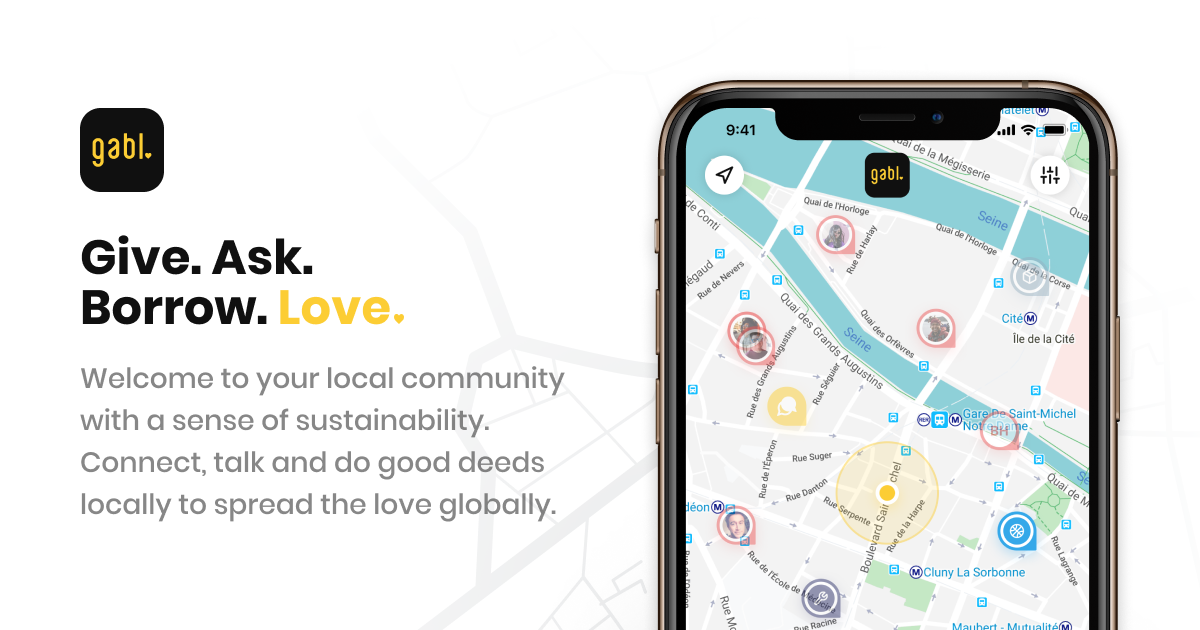 gabl.
Give. Ask.
Borrow. Love
Welcome to your local community
with a sense of sustainability.
Connect, talk and do good deeds
locally to spread the love globally.
9:41
gabl.
Quai de la Mégisserie
Quai de l'Horloge
de Conti
Seine
Quai de l'Horloge
Rue de Harlay
Rue de Nevers
Quai de la Corse
Cité
Île de la Cité
Quai des Orfèvres
Quai des Grands Augustins
Seine
Rue des Grands Augustins
Rue Séguier
Gare De Saint-Michel
Notre Dame
BH
Rue Suger
Rue de l'Éperon
Rue Danton
Rue Serpente
Boulevard Sai chel
Rue de la Harpe
Quai de M
déon
Rue Lagrange
Cluny La Sorbonne
Rue de l'École de Médecine
Rue Racine
Maubert - Mutualité